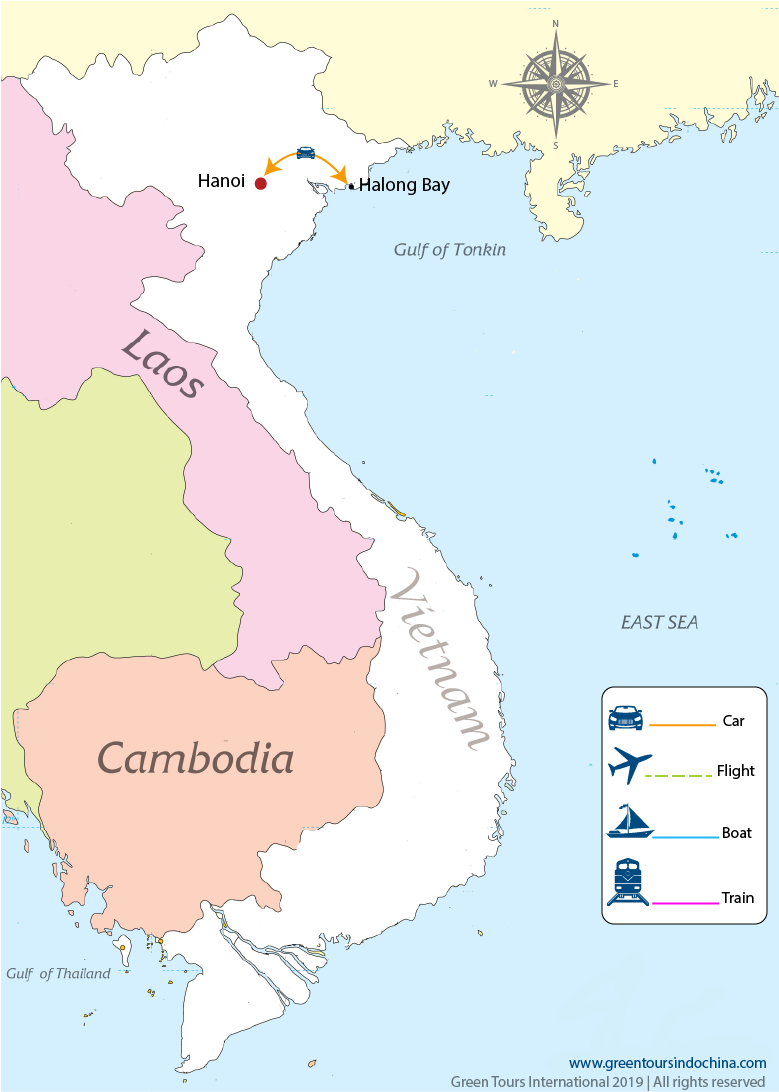 N
W
E
S
Hanoi
Halong Bay
Gulf of Tonkin
Laos
Vietnam
EAST SEA
Car
Flight
Boat
Train
Cambodia
Gulf of Thailand
www.greentoursindochina.com
Green Tours International 2019 | All rights reserved